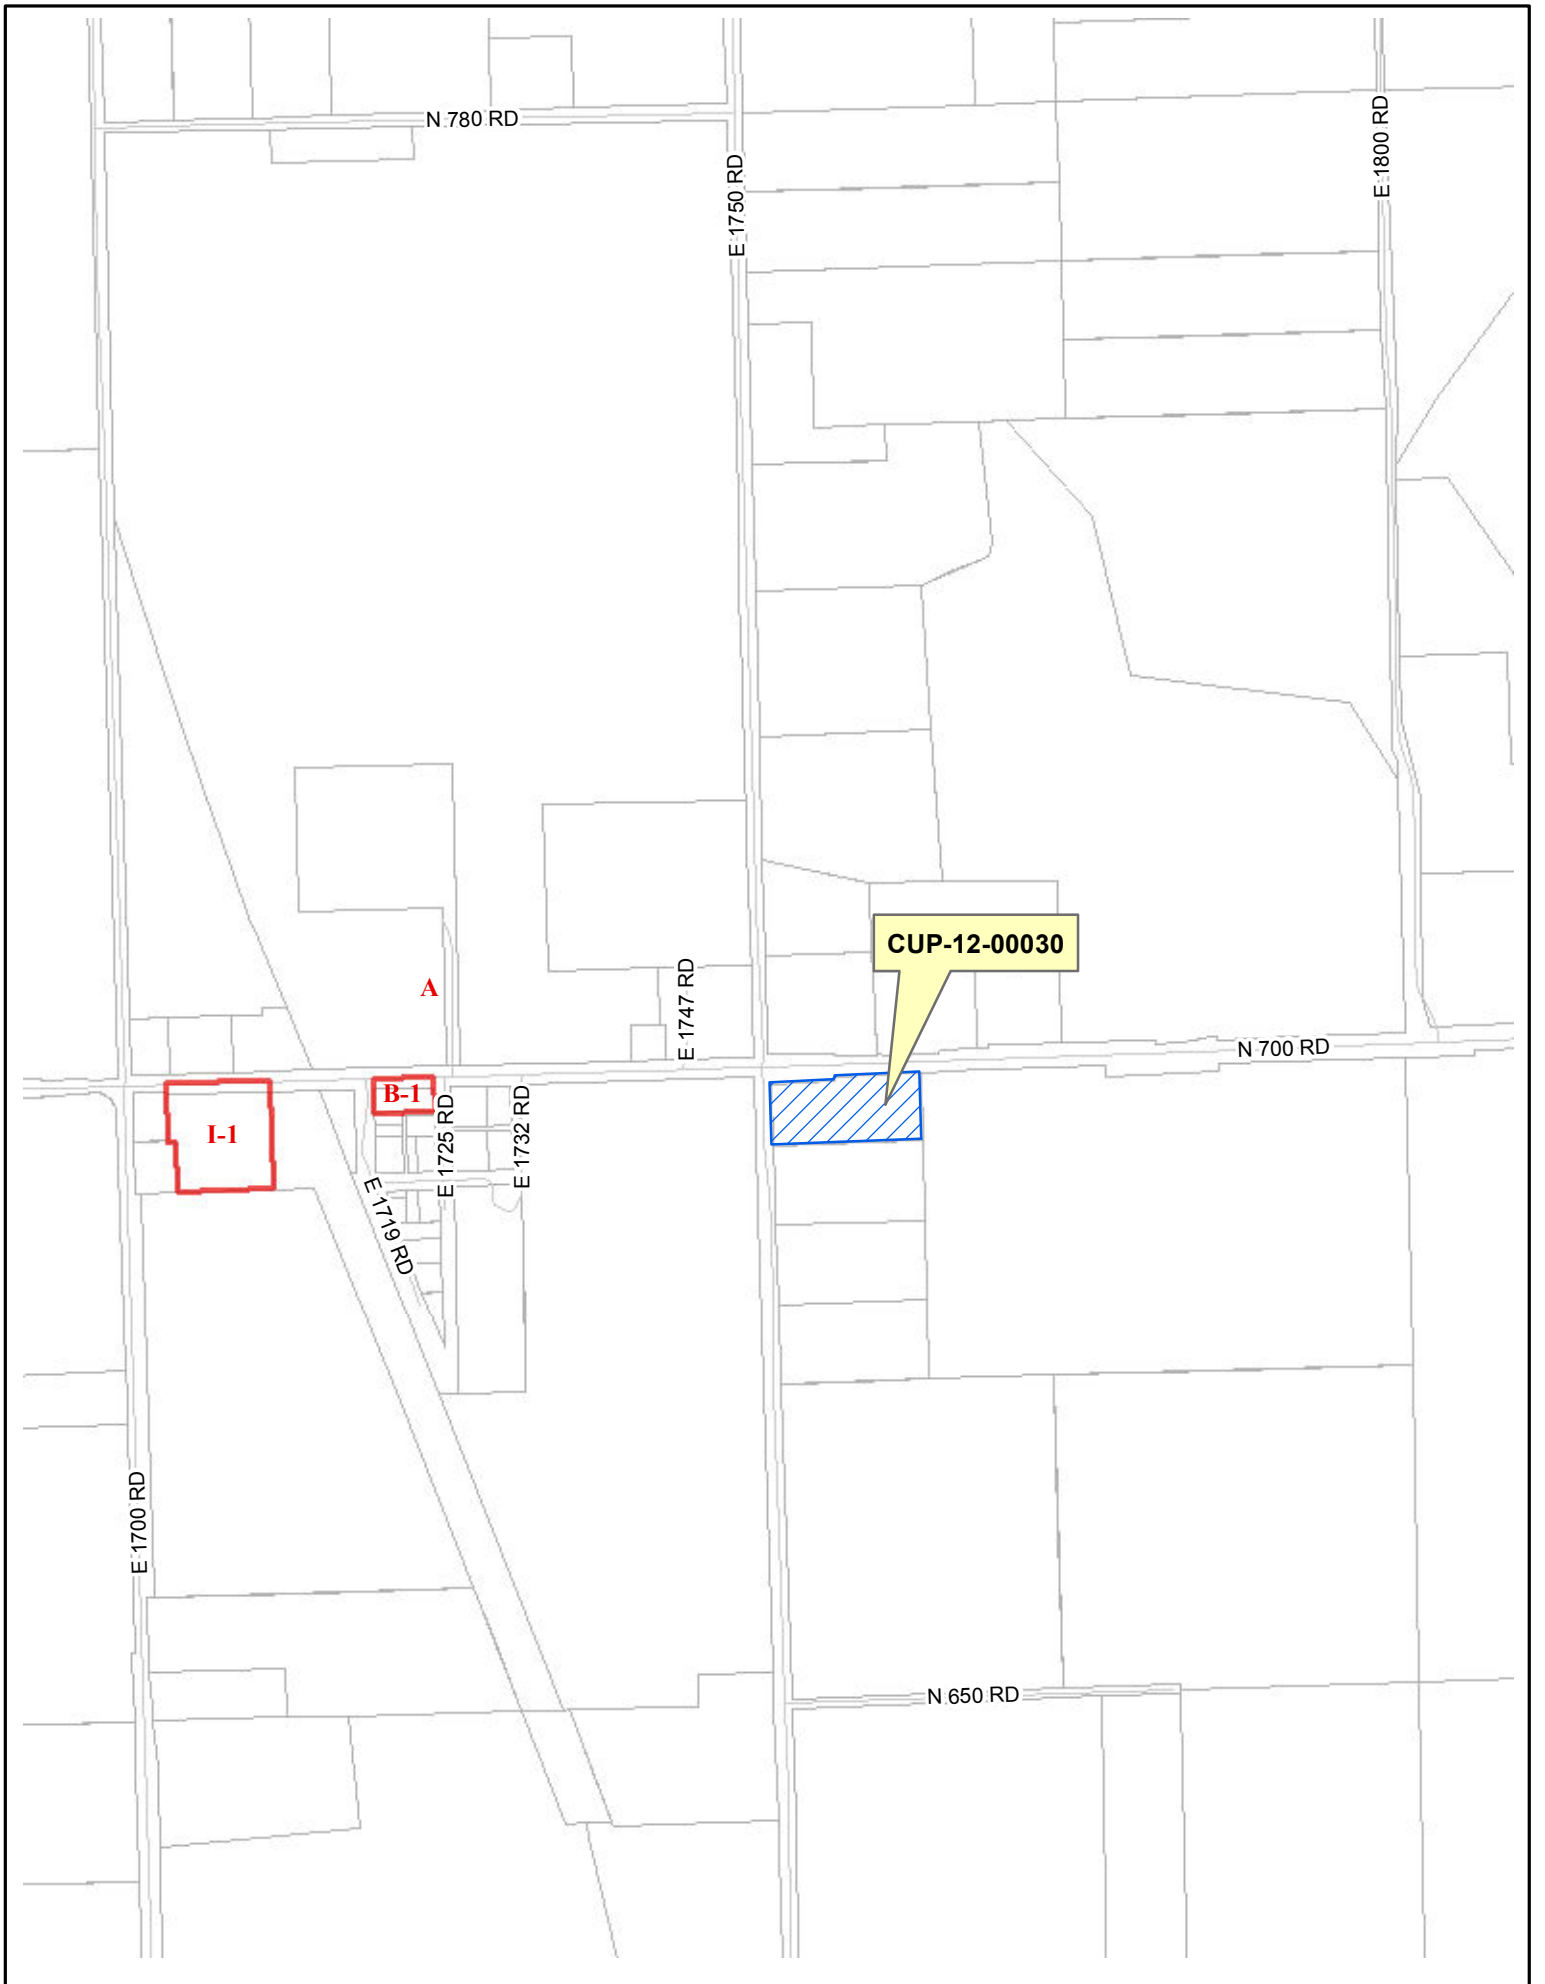 N 780 RD
E 1750 RD
E 1800 RD
CUP-12-00030
A
E 1747 RD
N 700 RD
B-1
I-1
E 1725 RD
E 1732 RD
E 1719 RD
E 1700 RD
N 650 RD